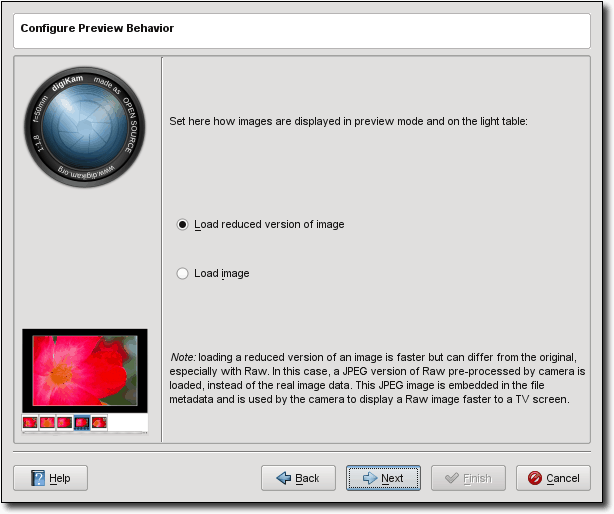 Configure Preview Behavior
digiKam made as OPEN SOURCE
1:1,8 f=50mm
www.digikam.org
Set here how images are displayed in preview mode and on the light table:
Load reduced version of image
Load image
Note: loading a reduced version of an image is faster but can differ from the original,
especially with Raw. In this case, a JPEG version of Raw pre-processed by camera is
loaded, instead of the real image data. This JPEG image is embedded in the file
metadata and is used by the camera to display a Raw image faster to a TV screen.
Help
Back
Next
Finish
Cancel